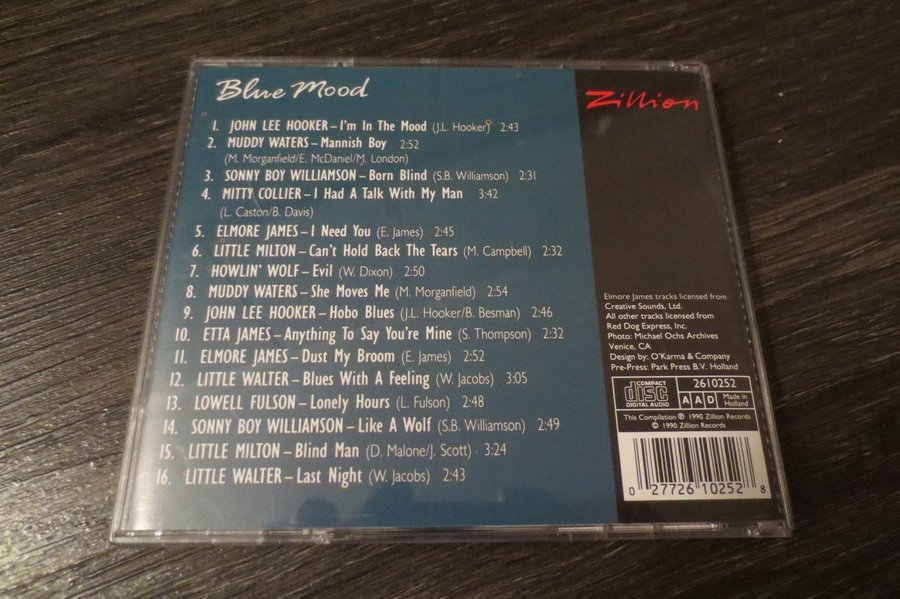 Blue Mood
1. JOHN LEE HOOKER – I'm In The Mood (J.L. Hooker) 2:43
2. MUDDY WATERS – Mannish Boy 2:52
(M. Morganfield/E. McDaniel/M. London)
3. SONNY BOY WILLIAMSON – Born Blind (S.B. Williamson) 2:31
4. MITTY COLLIER – I Had A Talk With My Man 3:42
(L. Caston/B. Davis)
5. ELMORE JAMES – I Need You (E. James) 2:45
6. LITTLE MILTON – Can't Hold Back The Tears (M. Campbell) 2:32
7. HOWLIN' WOLF – Evil (W. Dixon) 2:50
8. MUDDY WATERS – She Moves Me (M. Morganfield) 2:54
9. JOHN LEE HOOKER – Hobo Blues (J.L. Hooker/B. Besman) 2:46
10. ETTA JAMES – Anything To Say You're Mine (S. Thompson) 2:32
11. ELMORE JAMES – Dust My Broom (E. James) 2:52
12. LITTLE WALTER – Blues With A Feeling (W. Jacobs) 3:05
13. LOWELL FULSON – Lonely Hours (L. Fulson) 2:48
14. SONNY BOY WILLIAMSON – Like A Wolf (S.B. Williamson) 2:49
15. LITTLE MILTON – Blind Man (D. Malone/J. Scott) 3:24
16. LITTLE WALTER – Last Night (W. Jacobs) 2:43
Zillion
Elmore James tracks licensed from
Creative Sounds, Ltd.
All other tracks licensed from
Red Dog Express, Inc.
Photo: Michael Ochs Archives
Venice, CA
Design by: O'Karma & Company
Pre-Press: Park Press B.V. Holland
COMPACT
disc
DIGITAL AUDIO
2610252
A A D
Made in
Holland
This Compilation ℗ 1990 Zillion Records
© 1990 Zillion Records
0 27726 10252 8